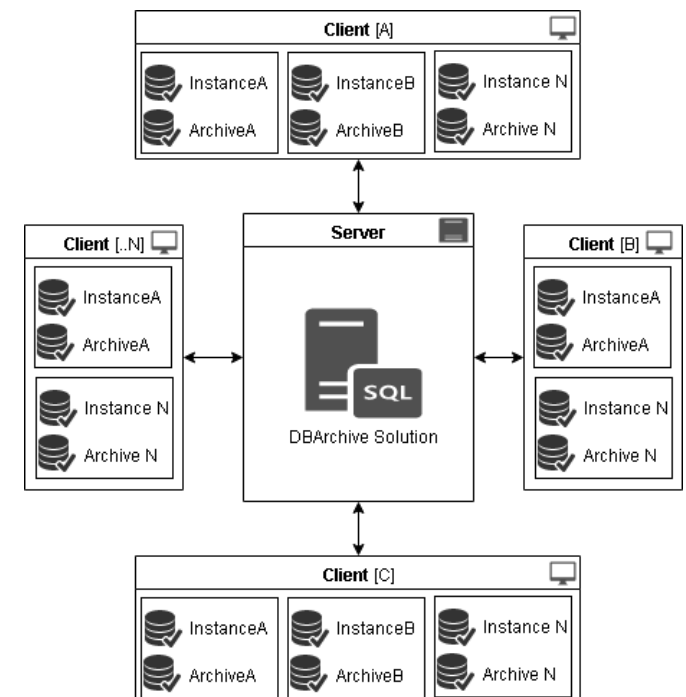 Client [A]
InstanceA
ArchiveA
InstanceB
ArchiveB
Instance N
Archive N
Client [..N]
InstanceA
ArchiveA
Instance N
Archive N
Server
SQL
DBArchive Solution
Client [B]
InstanceA
ArchiveA
Instance N
Archive N
Client [C]
InstanceA
ArchiveA
InstanceB
ArchiveB
Instance N
Archive N